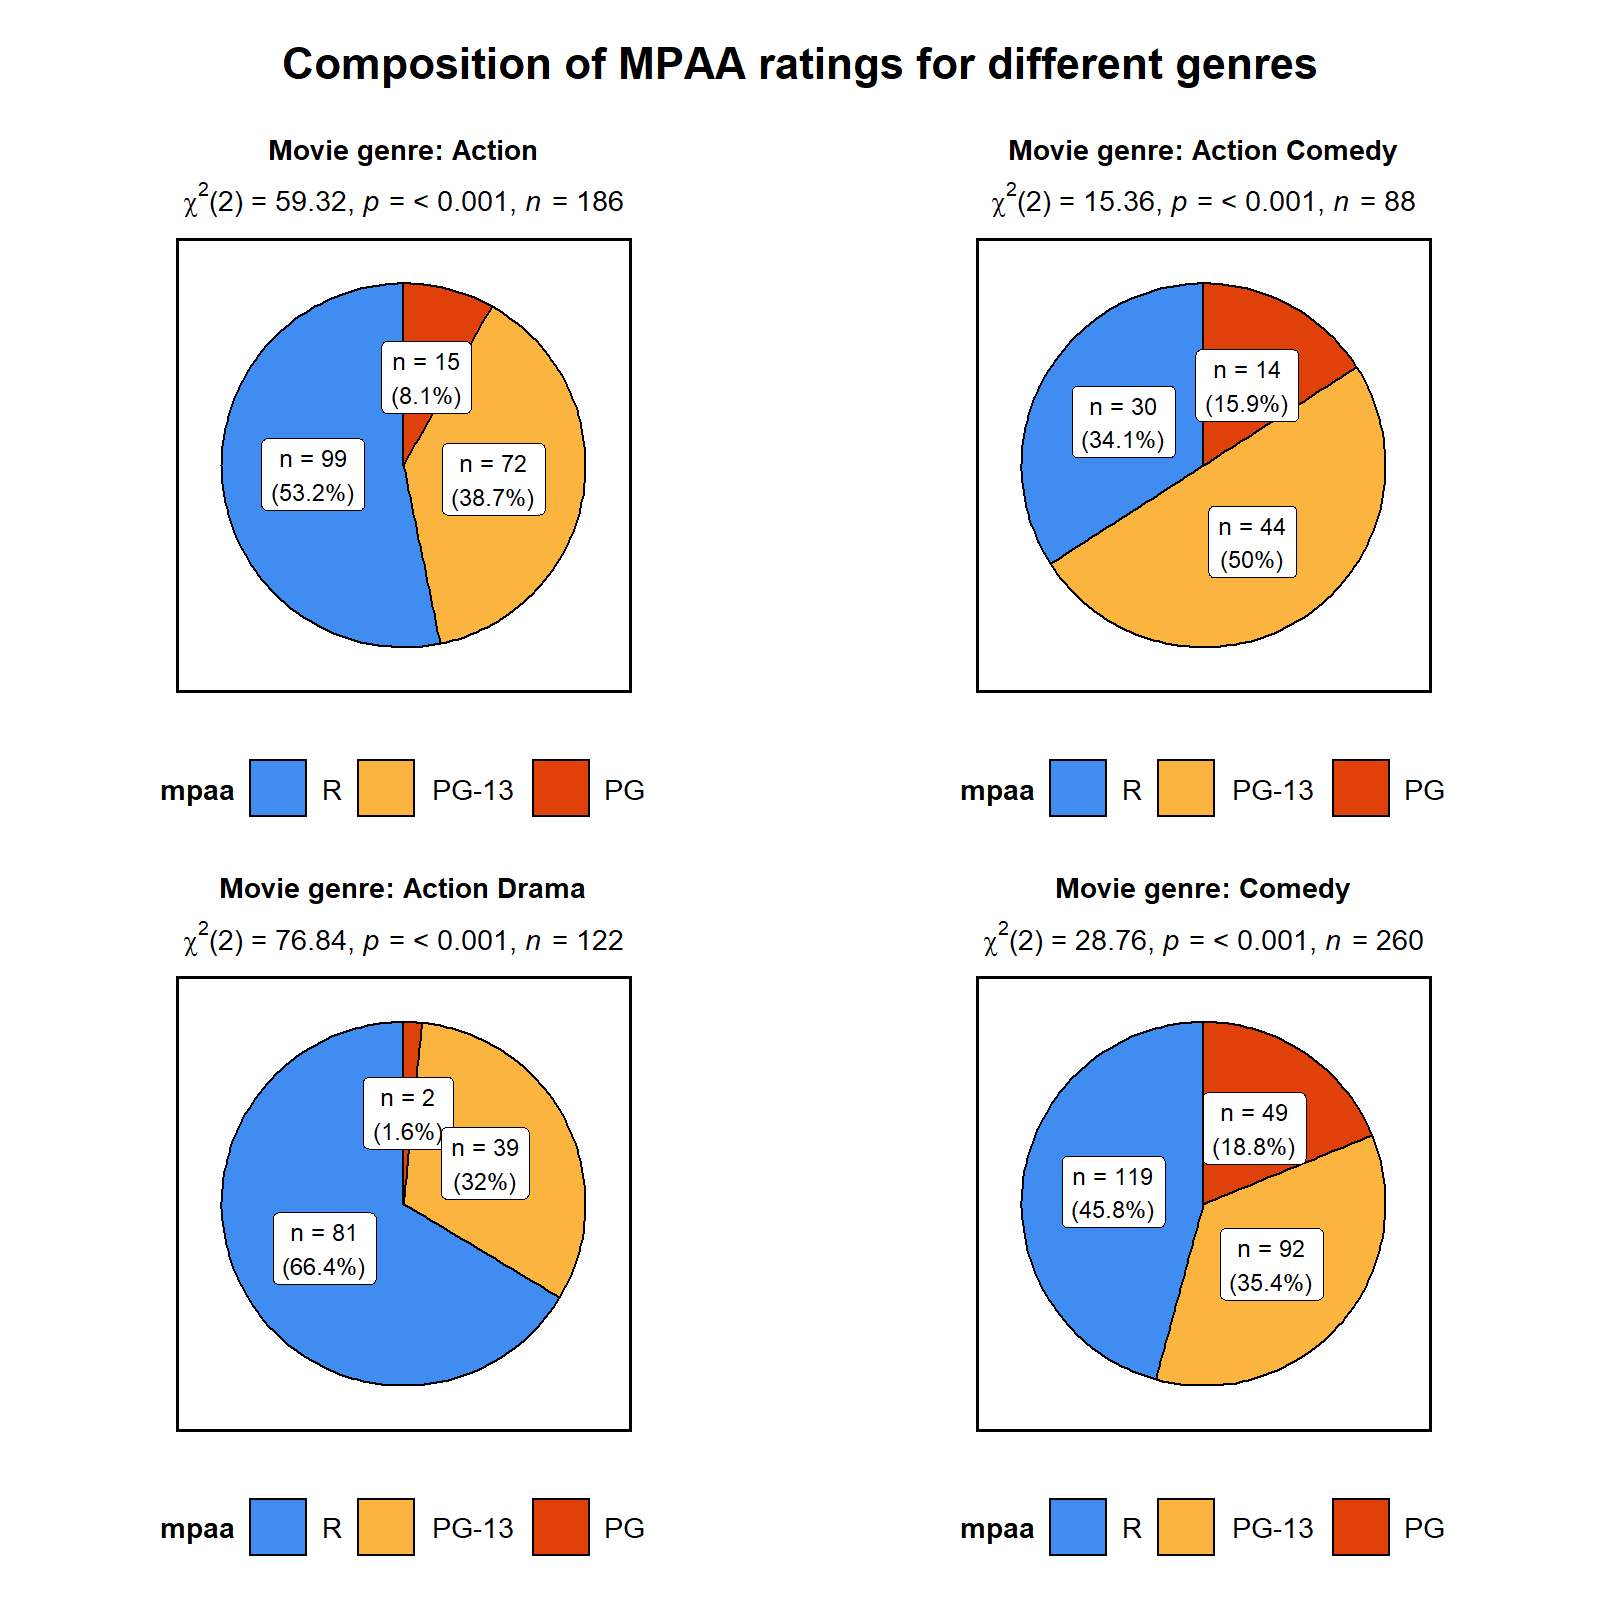 Composition of MPAA ratings for different genres
Movie genre: Action
χ²(2) = 59.32, p = < 0.001, n = 186
n = 15
(8.1%)
n = 99
(53.2%)
n = 72
(38.7%)
mpaa R PG-13 PG
Movie genre: Action Comedy
χ²(2) = 15.36, p = < 0.001, n = 88
n = 14
(15.9%)
n = 30
(34.1%)
n = 44
(50%)
mpaa R PG-13 PG
Movie genre: Action Drama
χ²(2) = 76.84, p = < 0.001, n = 122
n = 2
(1.6%)
n = 39
(32%)
n = 81
(66.4%)
mpaa R PG-13 PG
Movie genre: Comedy
χ²(2) = 28.76, p = < 0.001, n = 260
n = 49
(18.8%)
n = 119
(45.8%)
n = 92
(35.4%)
mpaa R PG-13 PG